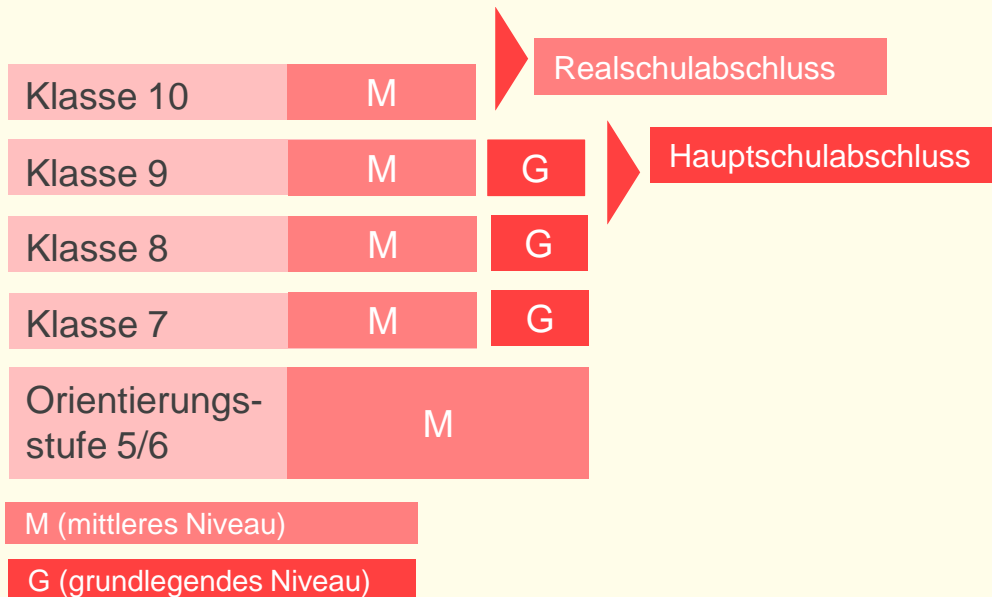 Realschulabschluss
Klasse 10 M
Hauptschulabschluss
Klasse 9 M G
Klasse 8 M G
Klasse 7 M G
Orientierungs-
stufe 5/6
M
M (mittleres Niveau)
G (grundlegendes Niveau)